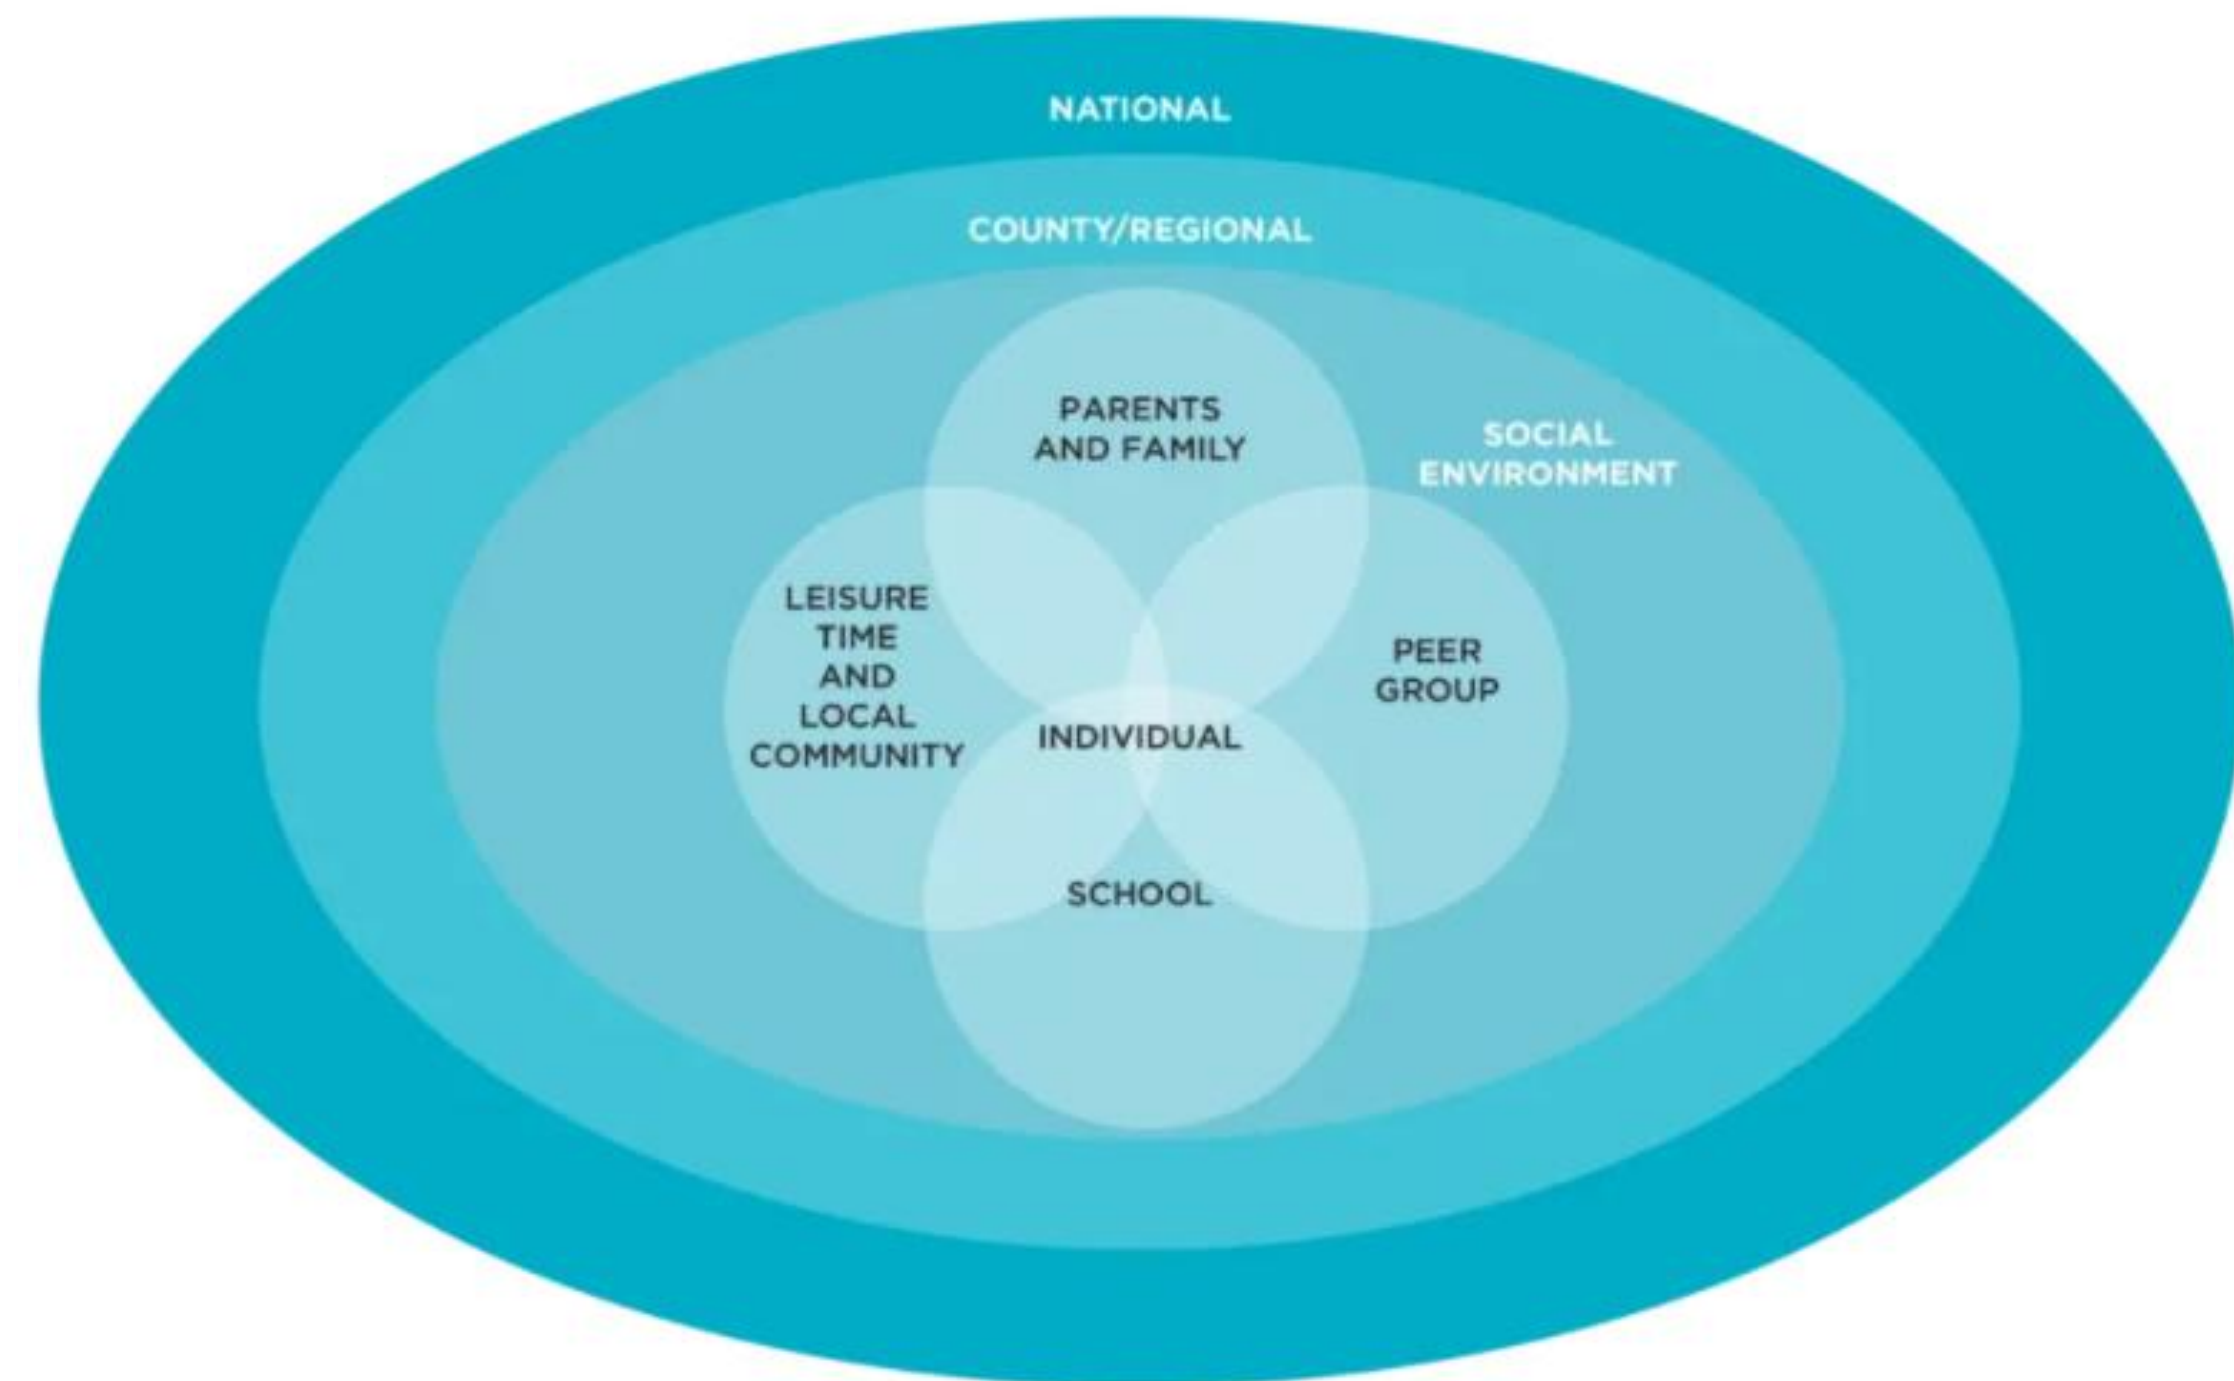 NATIONAL
COUNTY/REGIONAL
PARENTS
AND FAMILY
SOCIAL
ENVIRONMENT
LEISURE
TIME
AND
LOCAL
COMMUNITY
PEER
GROUP
INDIVIDUAL
SCHOOL